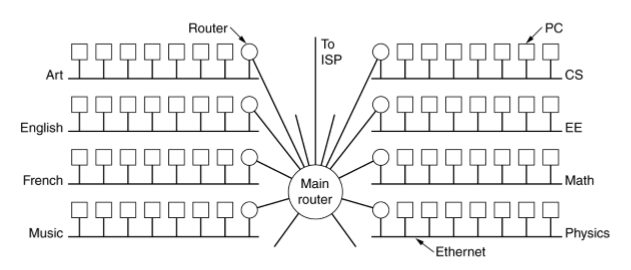 Router
To
ISP
PC
Art
CS
English
EE
French
Main
router
Math
Music
Physics
Ethernet